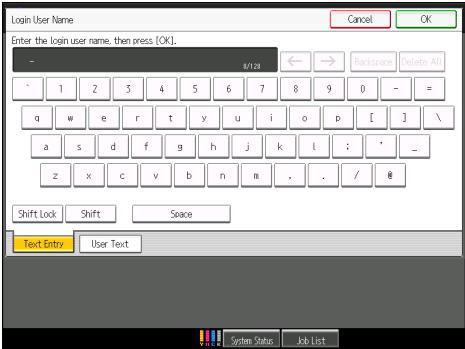 Login User Name Cancel OK
Enter the login user name, then press [OK].
_ 0/128 ← → Backspace Delete All
` 1 2 3 4 5 6 7 8 9 0 - =
q w e r t y u i o p [ ] \
a s d f g h j k l ; ' _
z x c v b n m , . / @
Shift Lock Shift Space
Text Entry User Text
Y M C K System Status Job List